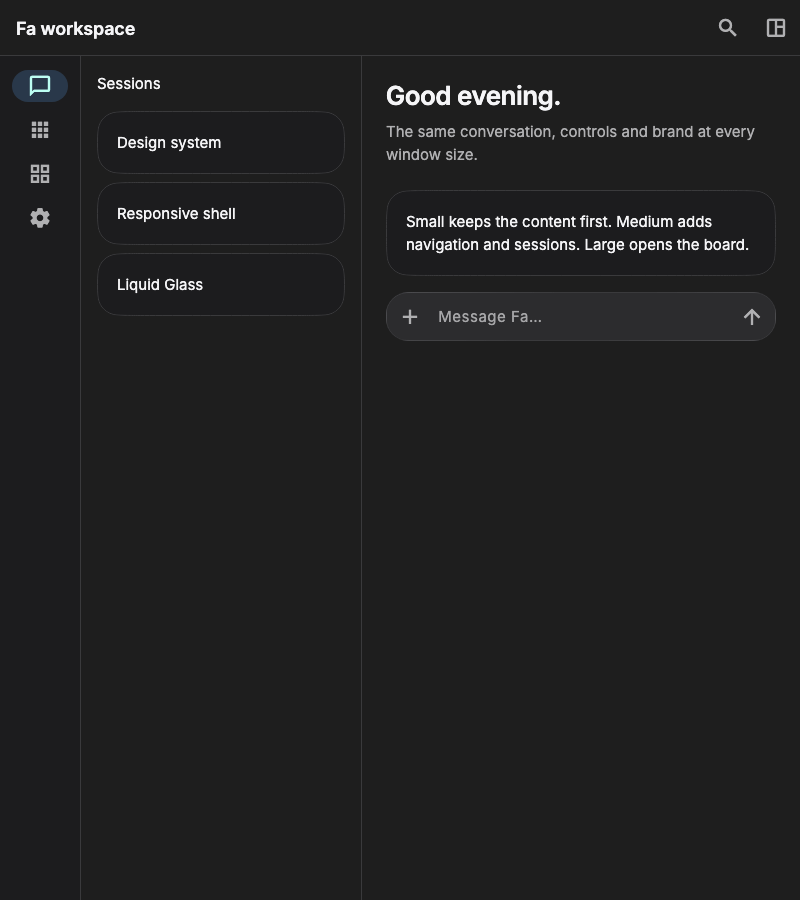 Fa workspace
Sessions
Design system
Responsive shell
Liquid Glass
Good evening.
The same conversation, controls and brand at every
window size.
Small keeps the content first. Medium adds
navigation and sessions. Large opens the board.
Message Fa...